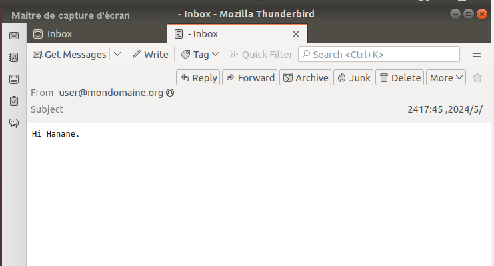 Maitre de capture d'écran
- Inbox - Mozilla Thunderbird
Inbox
- Inbox
Get Messages
Write
Tag
Quick Filter
Search <Ctrl+K>
Reply
Forward
Archive
Junk
Delete
More
From user@mondomaine.org
Subject
2417:45 ,2024/5/
Hi Hanane.